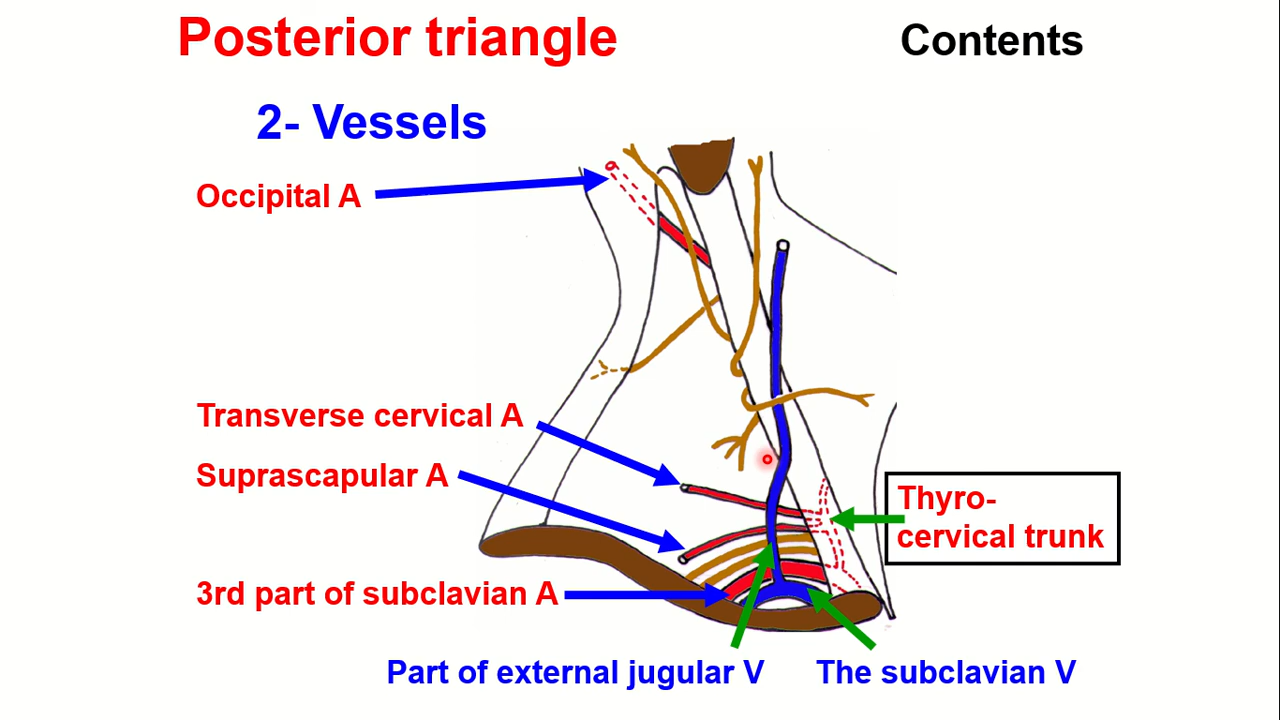 Posterior triangle
Contents
2- Vessels
Occipital A
Transverse cervical A
Suprascapular A
Thyro-
cervical trunk
3rd part of subclavian A
Part of external jugular V
The subclavian V